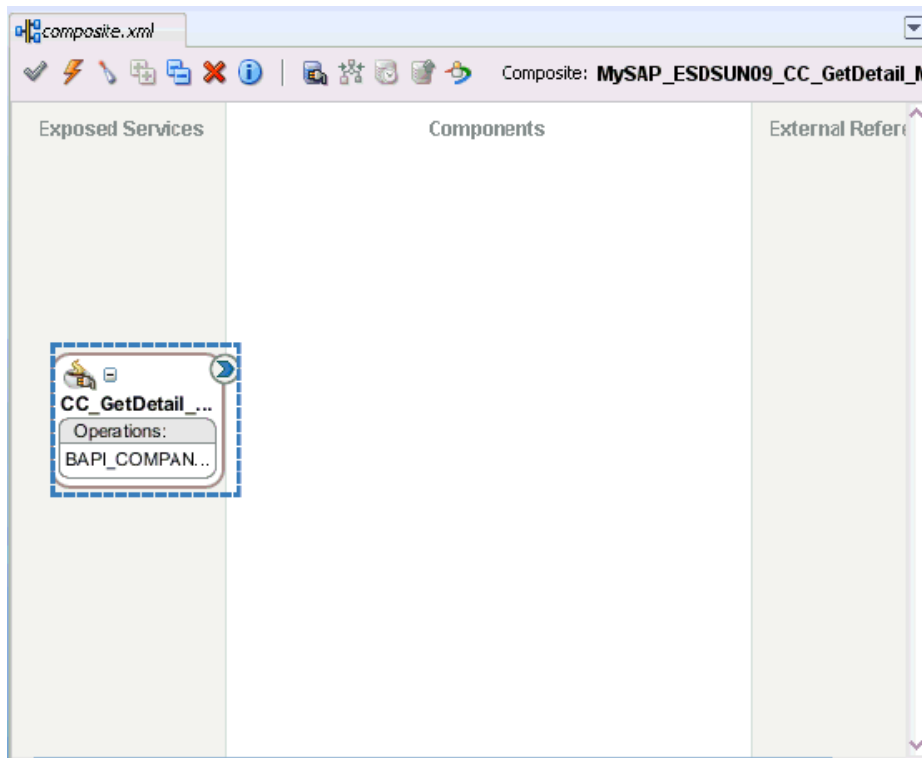 composite.xml
Composite: MySAP_ESDSUN09_CC_GetDetail_
Exposed Services Components External Refere
CC_GetDetail_...
Operations:
BAPI_COMPAN...